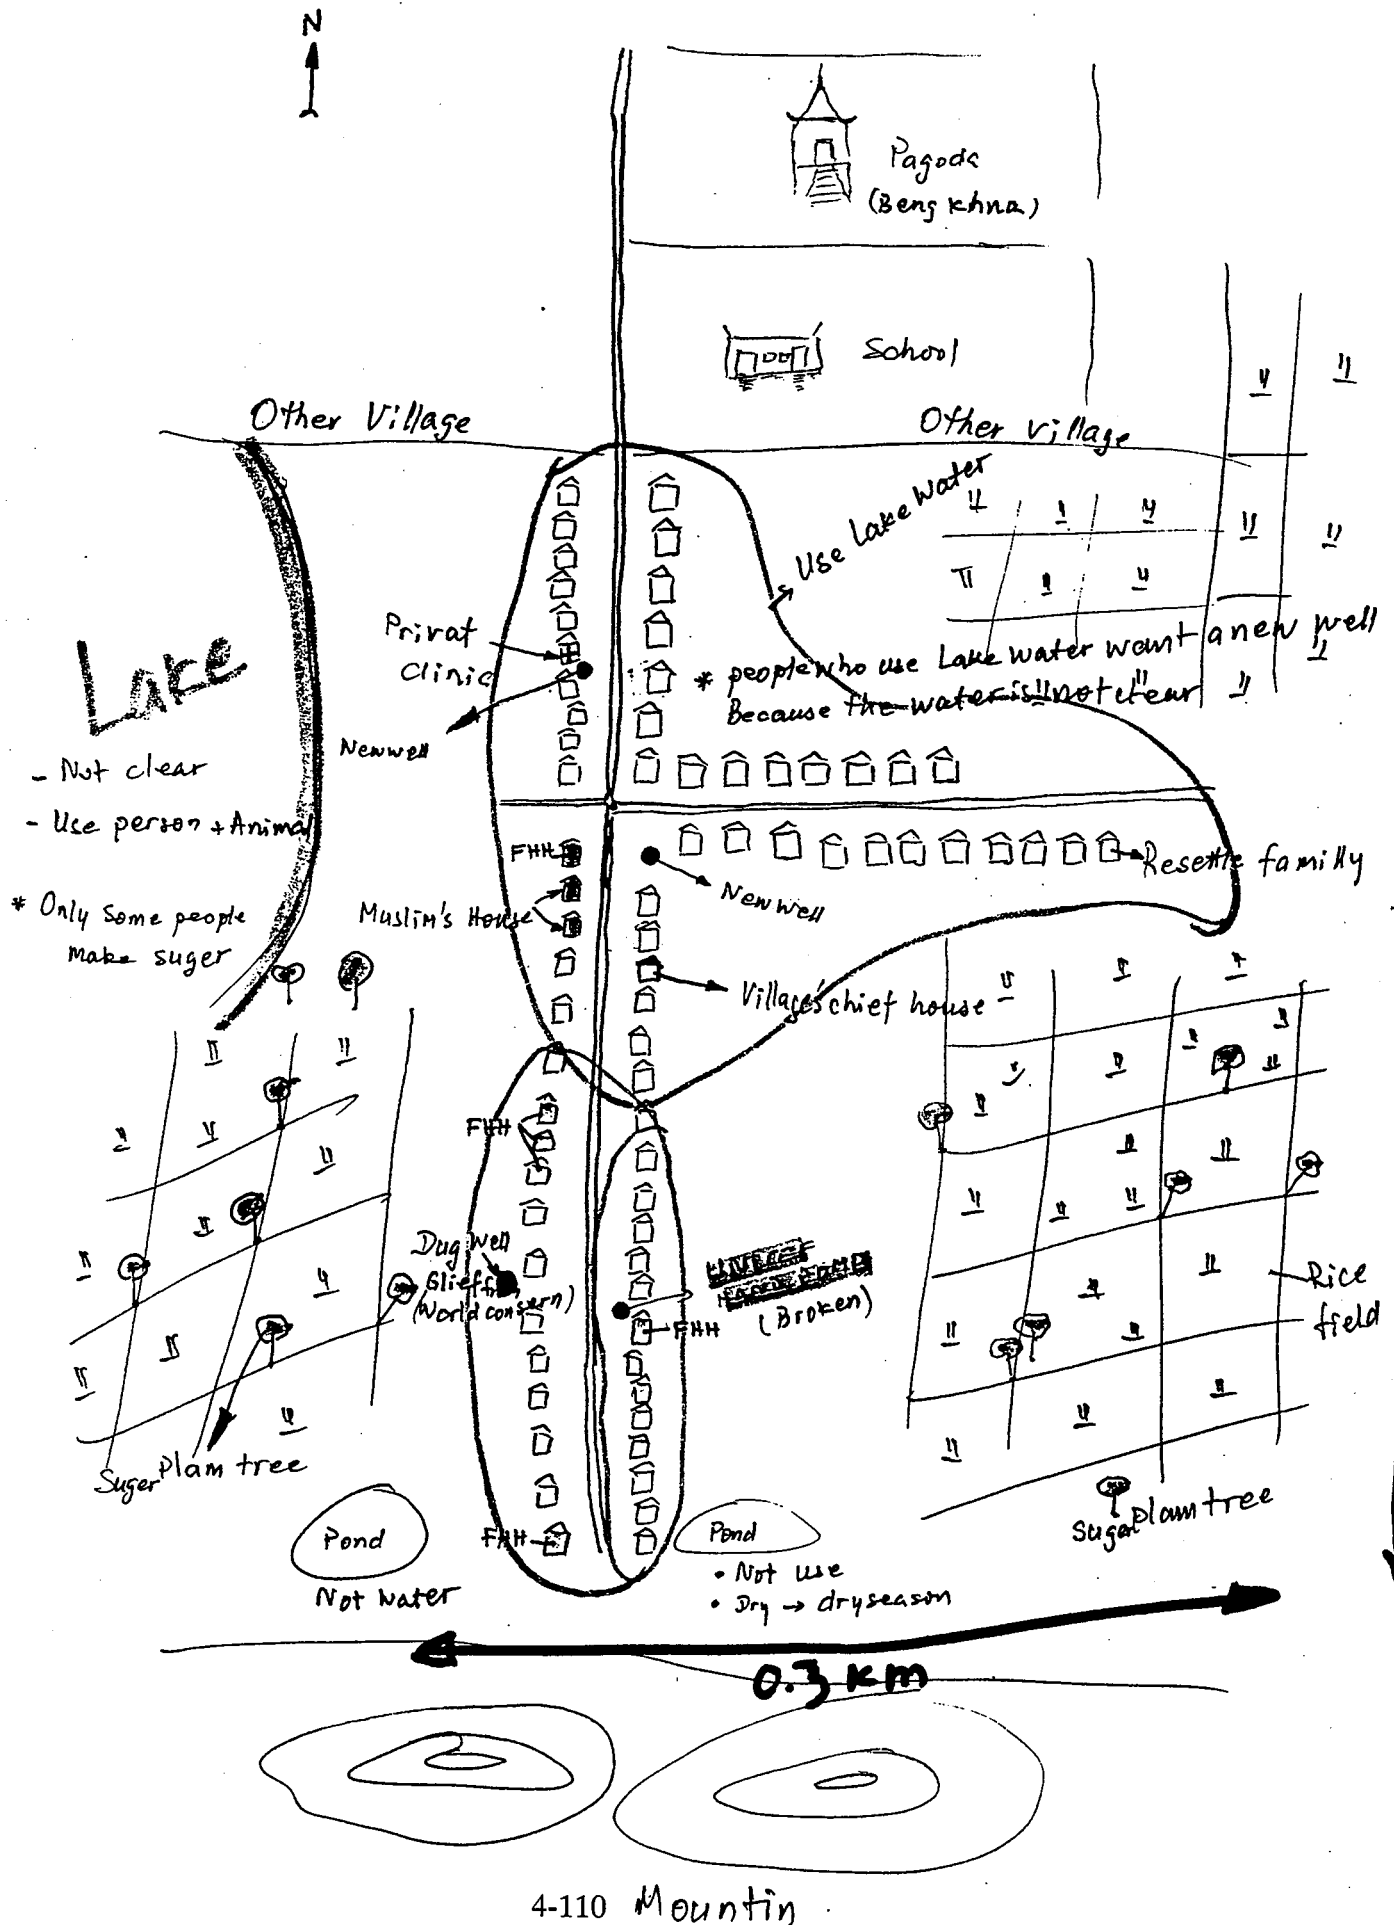 N
Pagoda
(Beng Khna)
School
Other Village
Other village
Use Lake Water
Privat
Clinic
* people who use Lake water want a new well
Because the water is not clear
Lake
New well
- Not clear
- Use person + Animal
FHH
Resettle familly
New well
* Only some people
make suger
Muslim's House
Village's chief house
FHH
Dug Well
(World consern)
(Broken)
FHH
Rice
field
Suger Plam tree
Pond
Not water
FHH
Pond
• Not use
• Dry → dry season
Sugar plam tree
0.3 km
4-110 Mountin